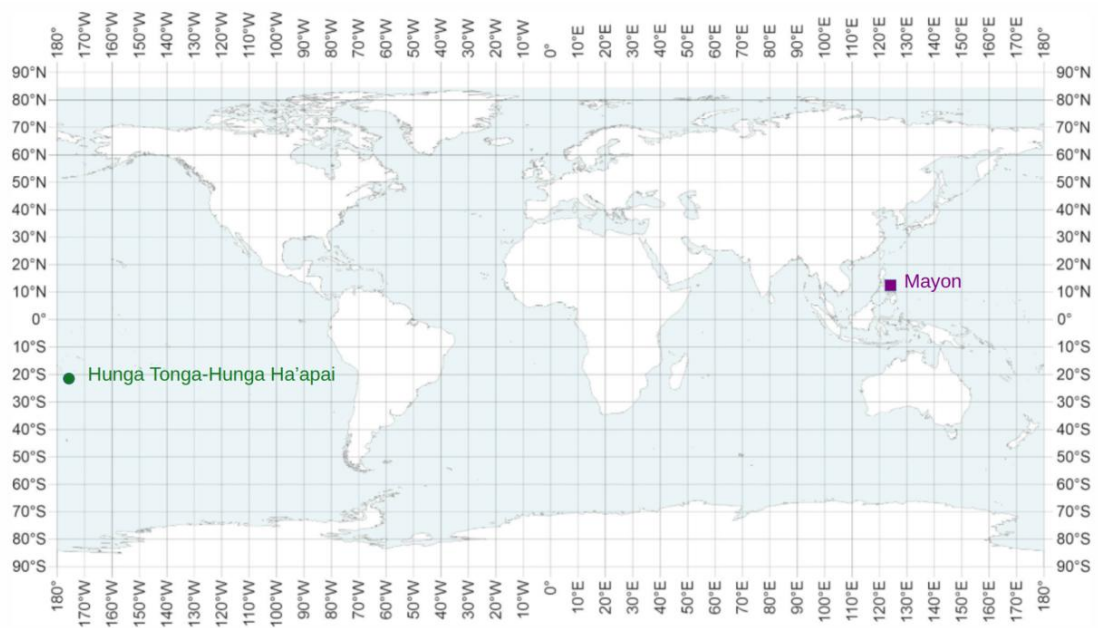 180° 170°W 160°W 150°W 140°W 130°W 120°W 110°W 100°W 90°W 80°W 70°W 60°W 50°W 40°W 30°W 20°W 10°W 0° 10°E 20°E 30°E 40°E 50°E 60°E 70°E 80°E 90°E 100°E 110°E 120°E 130°E 140°E 150°E 160°E 170°E 180°
90°N 90°N
80°N 80°N
70°N 70°N
60°N 60°N
50°N 50°N
40°N 40°N
30°N 30°N
20°N 20°N
Mayon
10°N 10°N
0° 0°
10°S 10°S
20°S Hunga Tonga-Hunga Ha’apai 20°S
30°S 30°S
40°S 40°S
50°S 50°S
60°S 60°S
70°S 70°S
80°S 80°S
90°S 90°S
180° 170°W 160°W 150°W 140°W 130°W 120°W 110°W 100°W 90°W 80°W 70°W 60°W 50°W 40°W 30°W 20°W 10°W 0° 10°E 20°E 30°E 40°E 50°E 60°E 70°E 80°E 90°E 100°E 110°E 120°E 130°E 140°E 150°E 160°E 170°E 180°